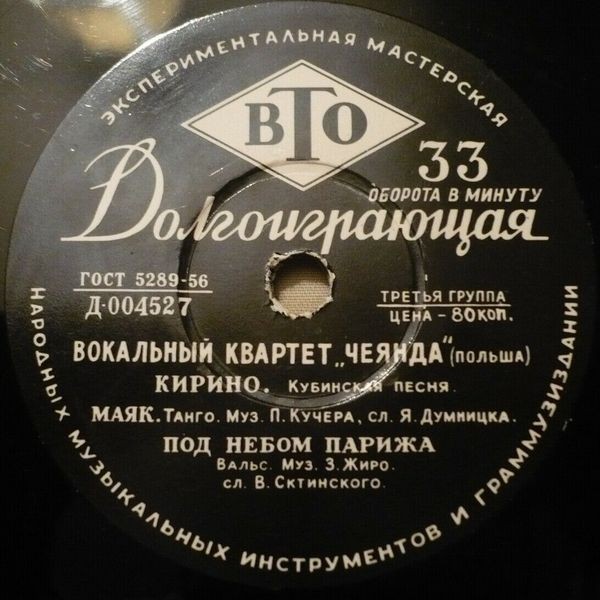 ЭКСПЕРИМЕНТАЛЬНАЯ МАСТЕРСКАЯ
ВТО
33
ОБОРОТА В МИНУТУ
Долгоиграющая
ГОСТ 5289-56
Д-004527
ТРЕТЬЯ ГРУППА
ЦЕНА - 80 КОП.
ВОКАЛЬНЫЙ КВАРТЕТ „ЧЕЯНДА" (ПОЛЬША)
КИРИНО. КУБИНСКАЯ ПЕСНЯ.
МАЯК. ТАНГО. МУЗ. П. КУЧЕРА, СЛ. Я. ДУМНИЦКА.
ПОД НЕБОМ ПАРИЖА
ВАЛЬС. МУЗ. З. ЖИРО.
СЛ. В. СКТИНСКОГО.
НАРОДНЫХ МУЗЫКАЛЬНЫХ ИНСТРУМЕНТОВ И ГРАММУЗИЗДАНИИ